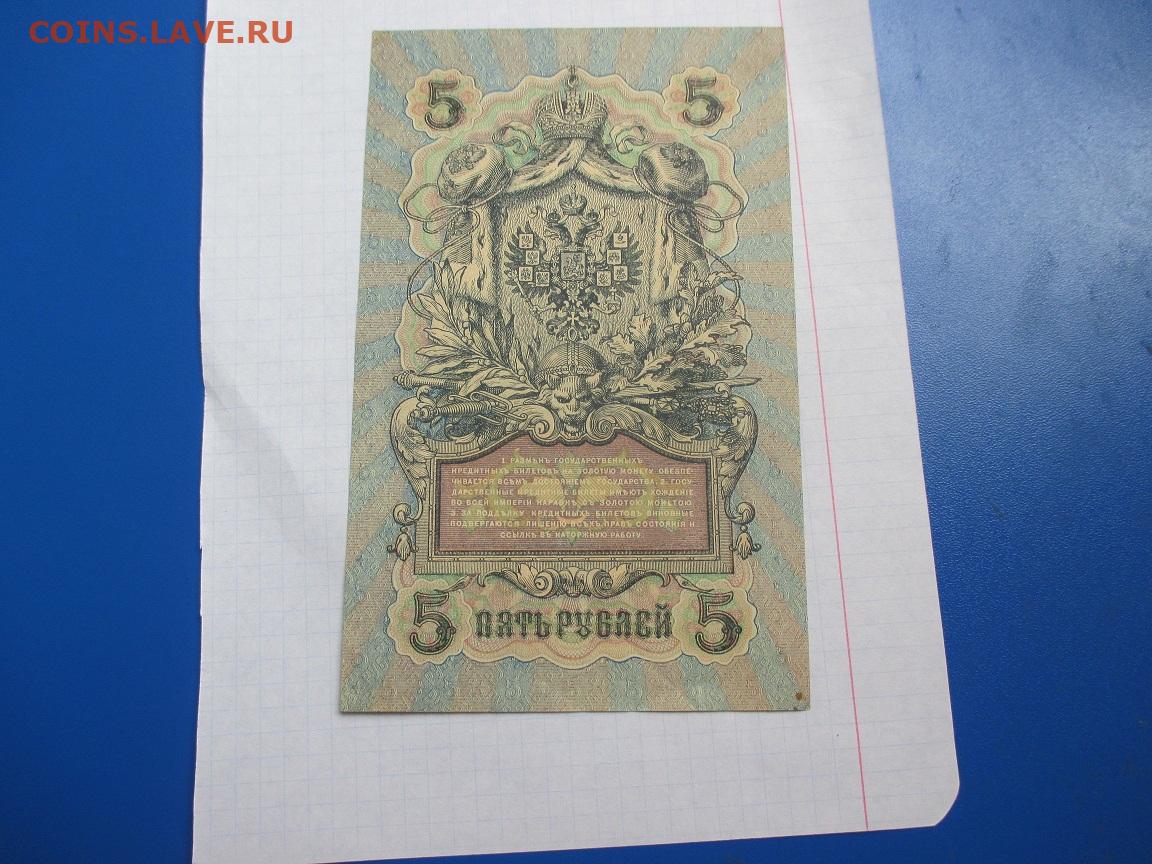 COINS.LAVE.RU
5 5
1. РАЗМѢНЪ ГОСУДАРСТВЕННЫХЪ
КРЕДИТНЫХЪ БИЛЕТОВЪ НА ЗОЛОТУЮ МОНЕТУ ОБЕЗПЕ-
ЧИВАЕТСЯ ВСѢМЪ ДОСТОЯНІЕМЪ ГОСУДАРСТВА. 2. ГОСУ-
ДАРСТВЕННЫЕ КРЕДИТНЫЕ БИЛЕТЫ ИМѢЮТЪ ХОЖДЕНІЕ
ВО ВСЕЙ ИМПЕРІИ НАРАВНѢ СЪ ЗОЛОТОЮ МОНЕТОЮ.
3. ЗА ПОДДѢЛКУ КРЕДИТНЫХЪ БИЛЕТОВЪ ВИНОВНЫЕ
ПОДВЕРГАЮТСЯ ЛИШЕНІЮ ВСѢХЪ ПРАВЪ СОСТОЯНІЯ И
ССЫЛКѢ ВЪ КАТОРЖНУЮ РАБОТУ.
5 ПЯТЬ РУБЛЕЙ 5